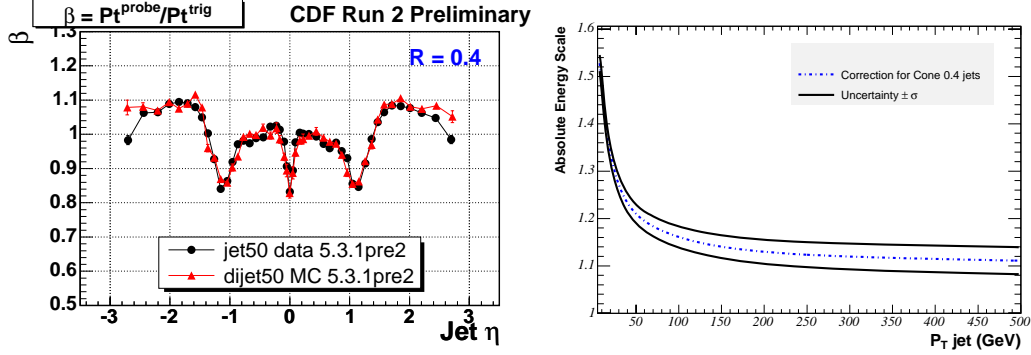 β = Pt^probe/Pt^trig
CDF Run 2 Preliminary
β
1.3
1.2
1.1
1
0.9
0.8
0.7
0.6
0.5
R = 0.4
jet50 data 5.3.1pre2
dijet50 MC 5.3.1pre2
-3 -2 -1 0 1 2 3
Jet η
Absolute Energy Scale
1.6
1.5
1.4
1.3
1.2
1.1
1
Correction for Cone 0.4 jets
Uncertainty ± σ
50 100 150 200 250 300 350 400 450 500
P_T jet (GeV)